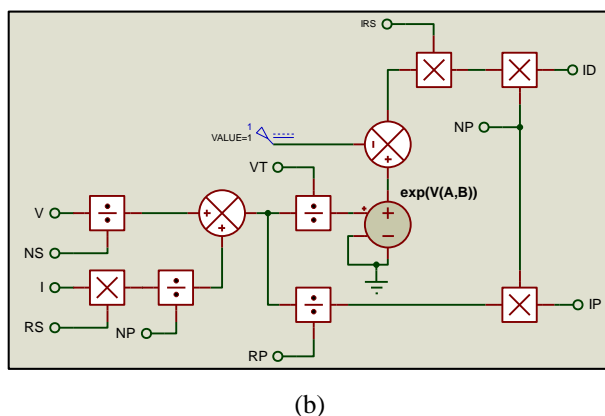 IRS
ID
1
VALUE=1
NP
VT
exp(V(A,B))
V
NS
I
RS
NP
RP
IP
(b)